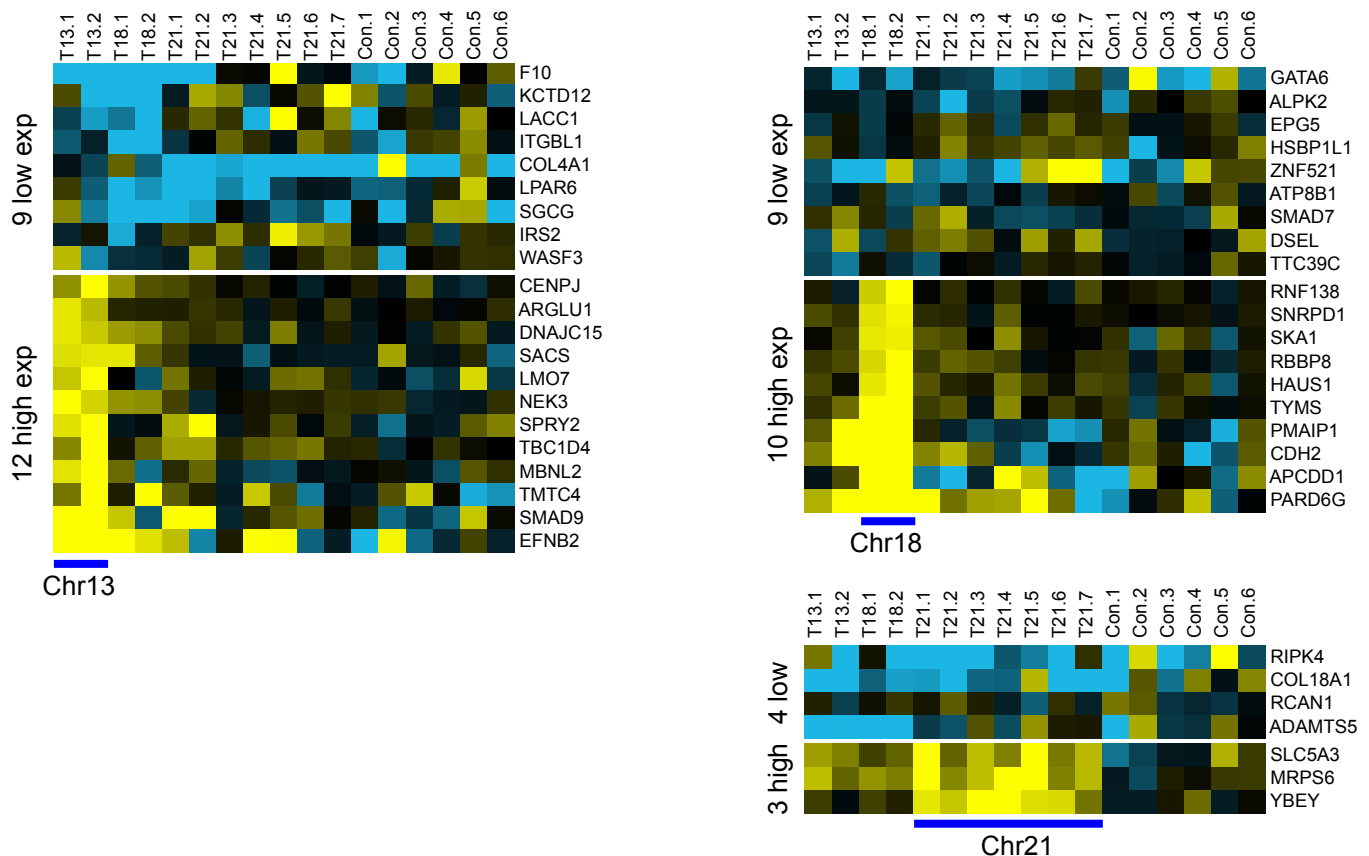 T13.1 T13.2 T18.1 T18.2 T21.1 T21.2 T21.3 T21.4 T21.5 T21.6 T21.7 Con.1 Con.2 Con.3 Con.4 Con.5 Con.6
9 low exp
F10
KCTD12
LACC1
ITGBL1
COL4A1
LPAR6
SGCG
IRS2
WASF3
12 high exp
CENPJ
ARGLU1
DNAJC15
SACS
LMO7
NEK3
SPRY2
TBC1D4
MBNL2
TMTC4
SMAD9
EFNB2
Chr13
T13.1 T13.2 T18.1 T18.2 T21.1 T21.2 T21.3 T21.4 T21.5 T21.6 T21.7 Con.1 Con.2 Con.3 Con.4 Con.5 Con.6
9 low exp
GATA6
ALPK2
EPG5
HSBP1L1
ZNF521
ATP8B1
SMAD7
DSEL
TTC39C
10 high exp
RNF138
SNRPD1
SKA1
RBBP8
HAUS1
TYMS
PMAIP1
CDH2
APCDD1
PARD6G
Chr18
T13.1 T13.2 T18.1 T18.2 T21.1 T21.2 T21.3 T21.4 T21.5 T21.6 T21.7 Con.1 Con.2 Con.3 Con.4 Con.5 Con.6
4 low
RIPK4
COL18A1
RCAN1
ADAMTS5
3 high
SLC5A3
MRPS6
YBEY
Chr21